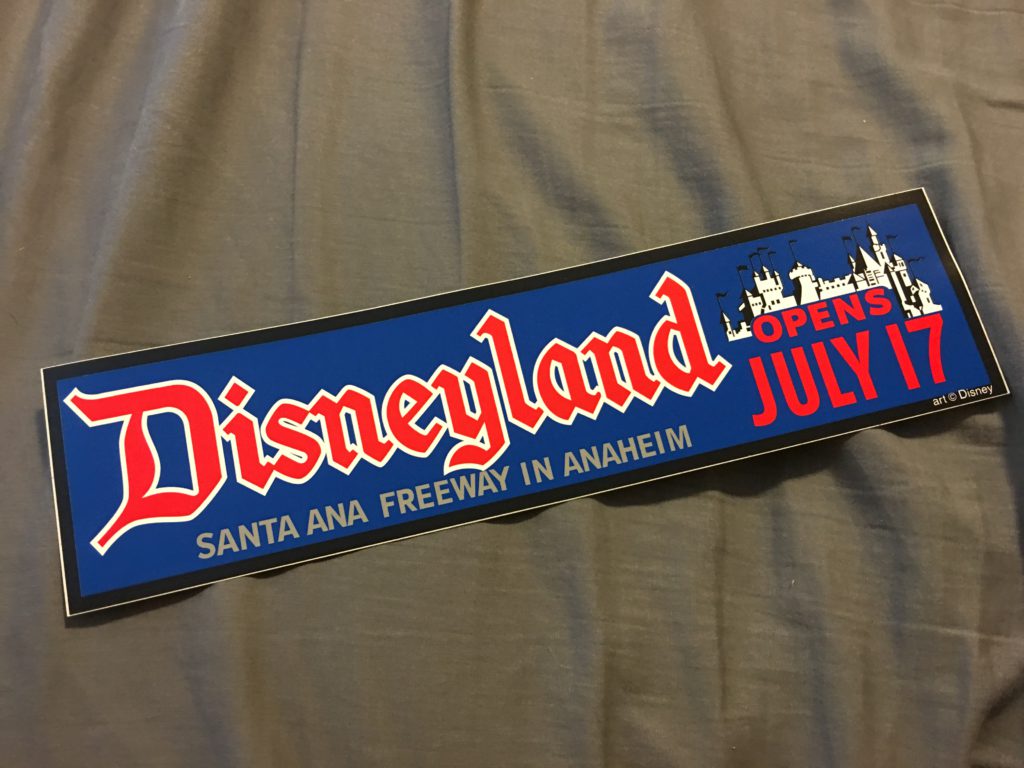 Disneyland
SANTA ANA FREEWAY IN ANAHEIM
OPENS
JULY 17
art © Disney